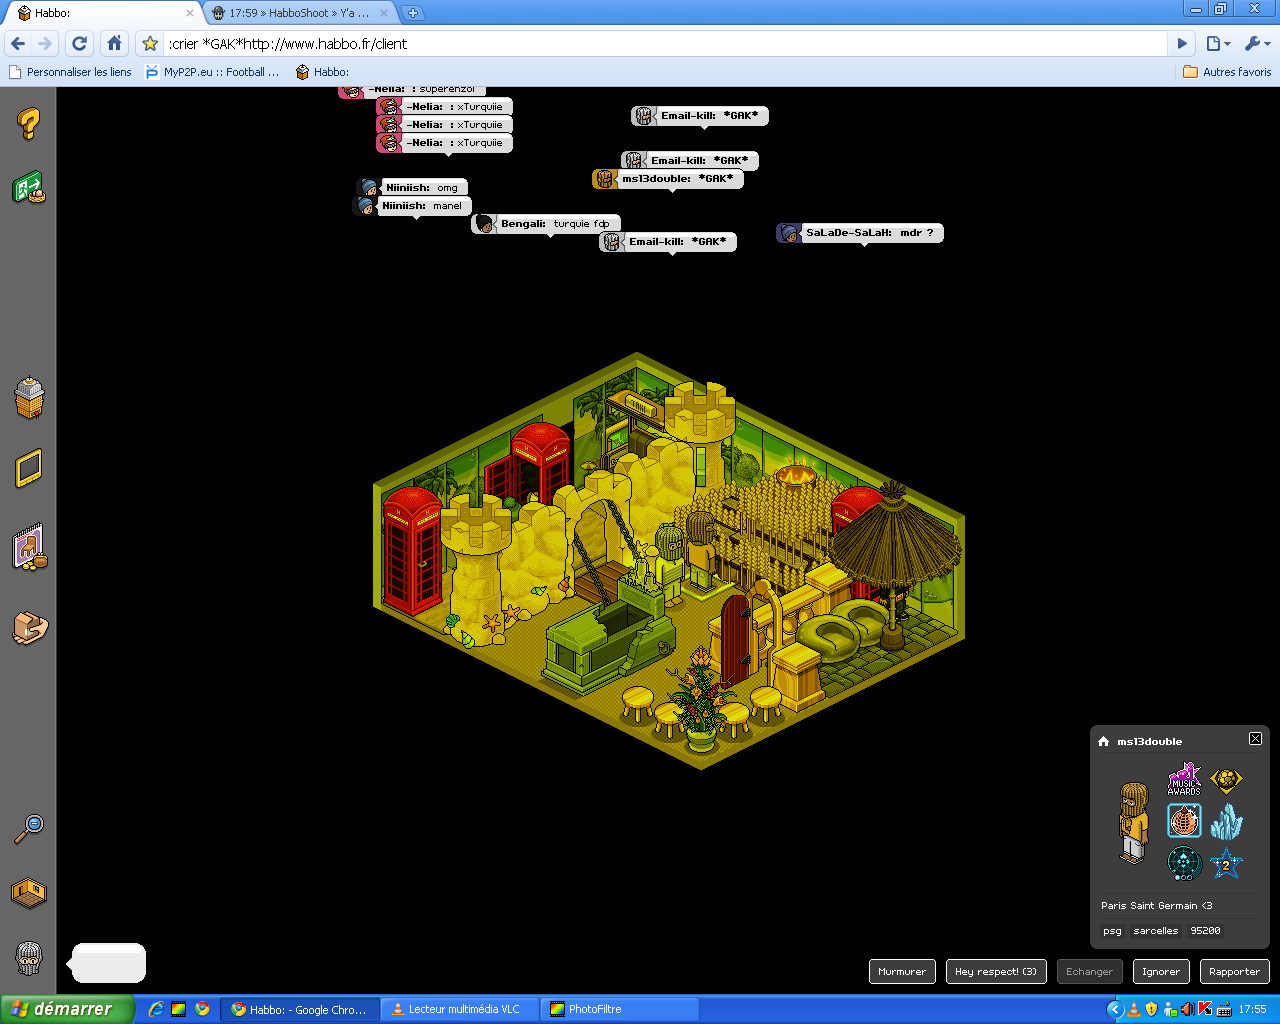 Habbo:
17:59 » HabboShoot » Y'a ...
:crier *GAK*http://www.habbo.fr/client
Personnaliser les liens
MyP2P.eu :: Football ...
Habbo:
Autres favoris
-Nelia: : superenzoi
-Nelia: : xTurquiie
-Nelia: : xTurquiie
-Nelia: : xTurquiie
Email-kill: *GAK*
Email-kill: *GAK*
ms13double: *GAK*
Niiniish: omg
Niiniish: manel
Bengali: turquie fdp
Email-kill: *GAK*
SaLaDe-SaLaH: mdr ?
TAXI
ms13double
MUSIC AWARDS
2
Paris Saint Germain <3
psg sarcelles 95200
Murmurer
Hey respect! (3)
Echanger
Ignorer
Rapporter
démarrer
Habbo: - Google Chro...
Lecteur multimédia VLC
PhotoFiltre
17:55